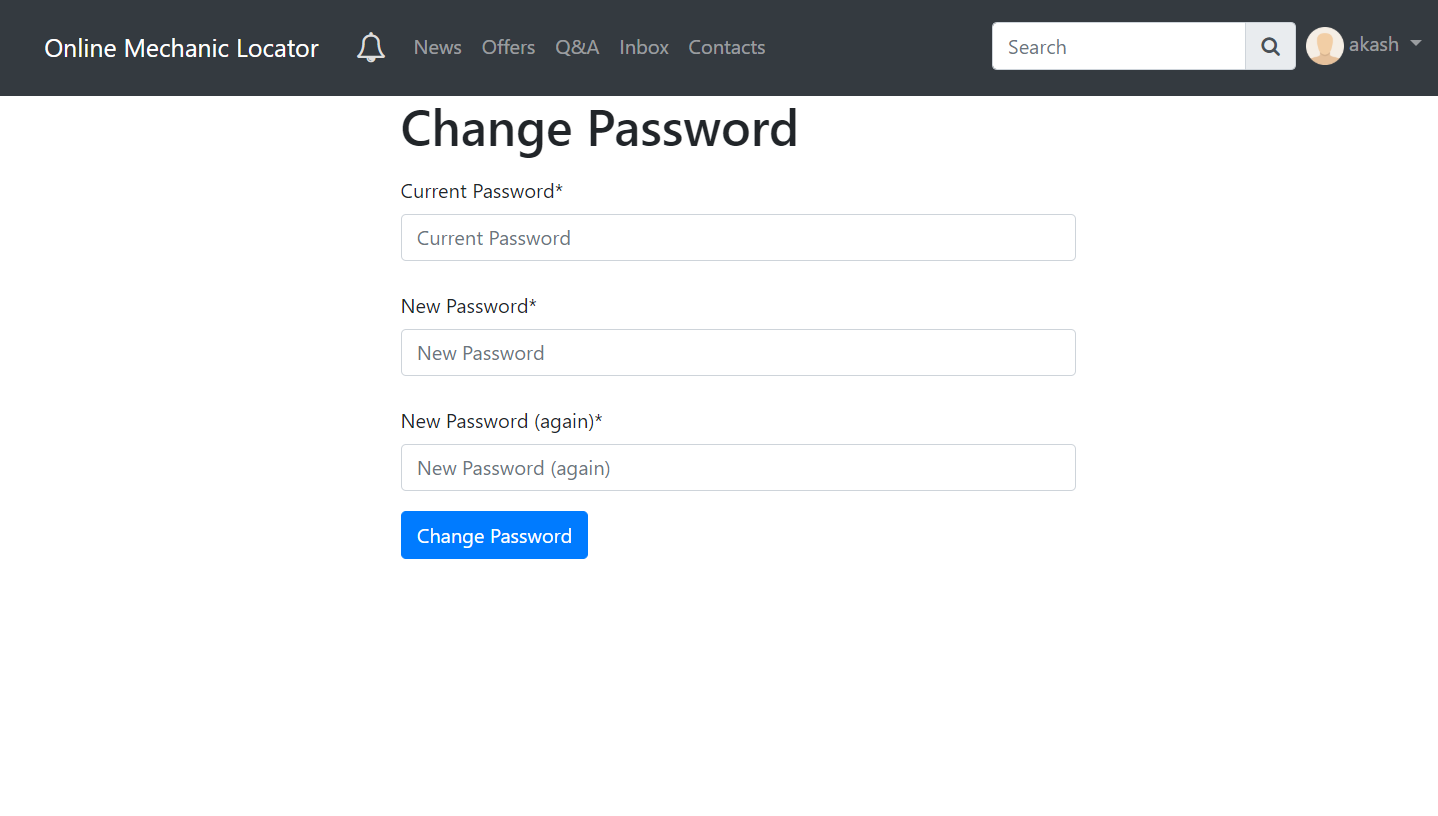 Online Mechanic Locator News Offers Q&A Inbox Contacts Search akash
Change Password
Current Password*
Current Password
New Password*
New Password
New Password (again)*
New Password (again)
Change Password